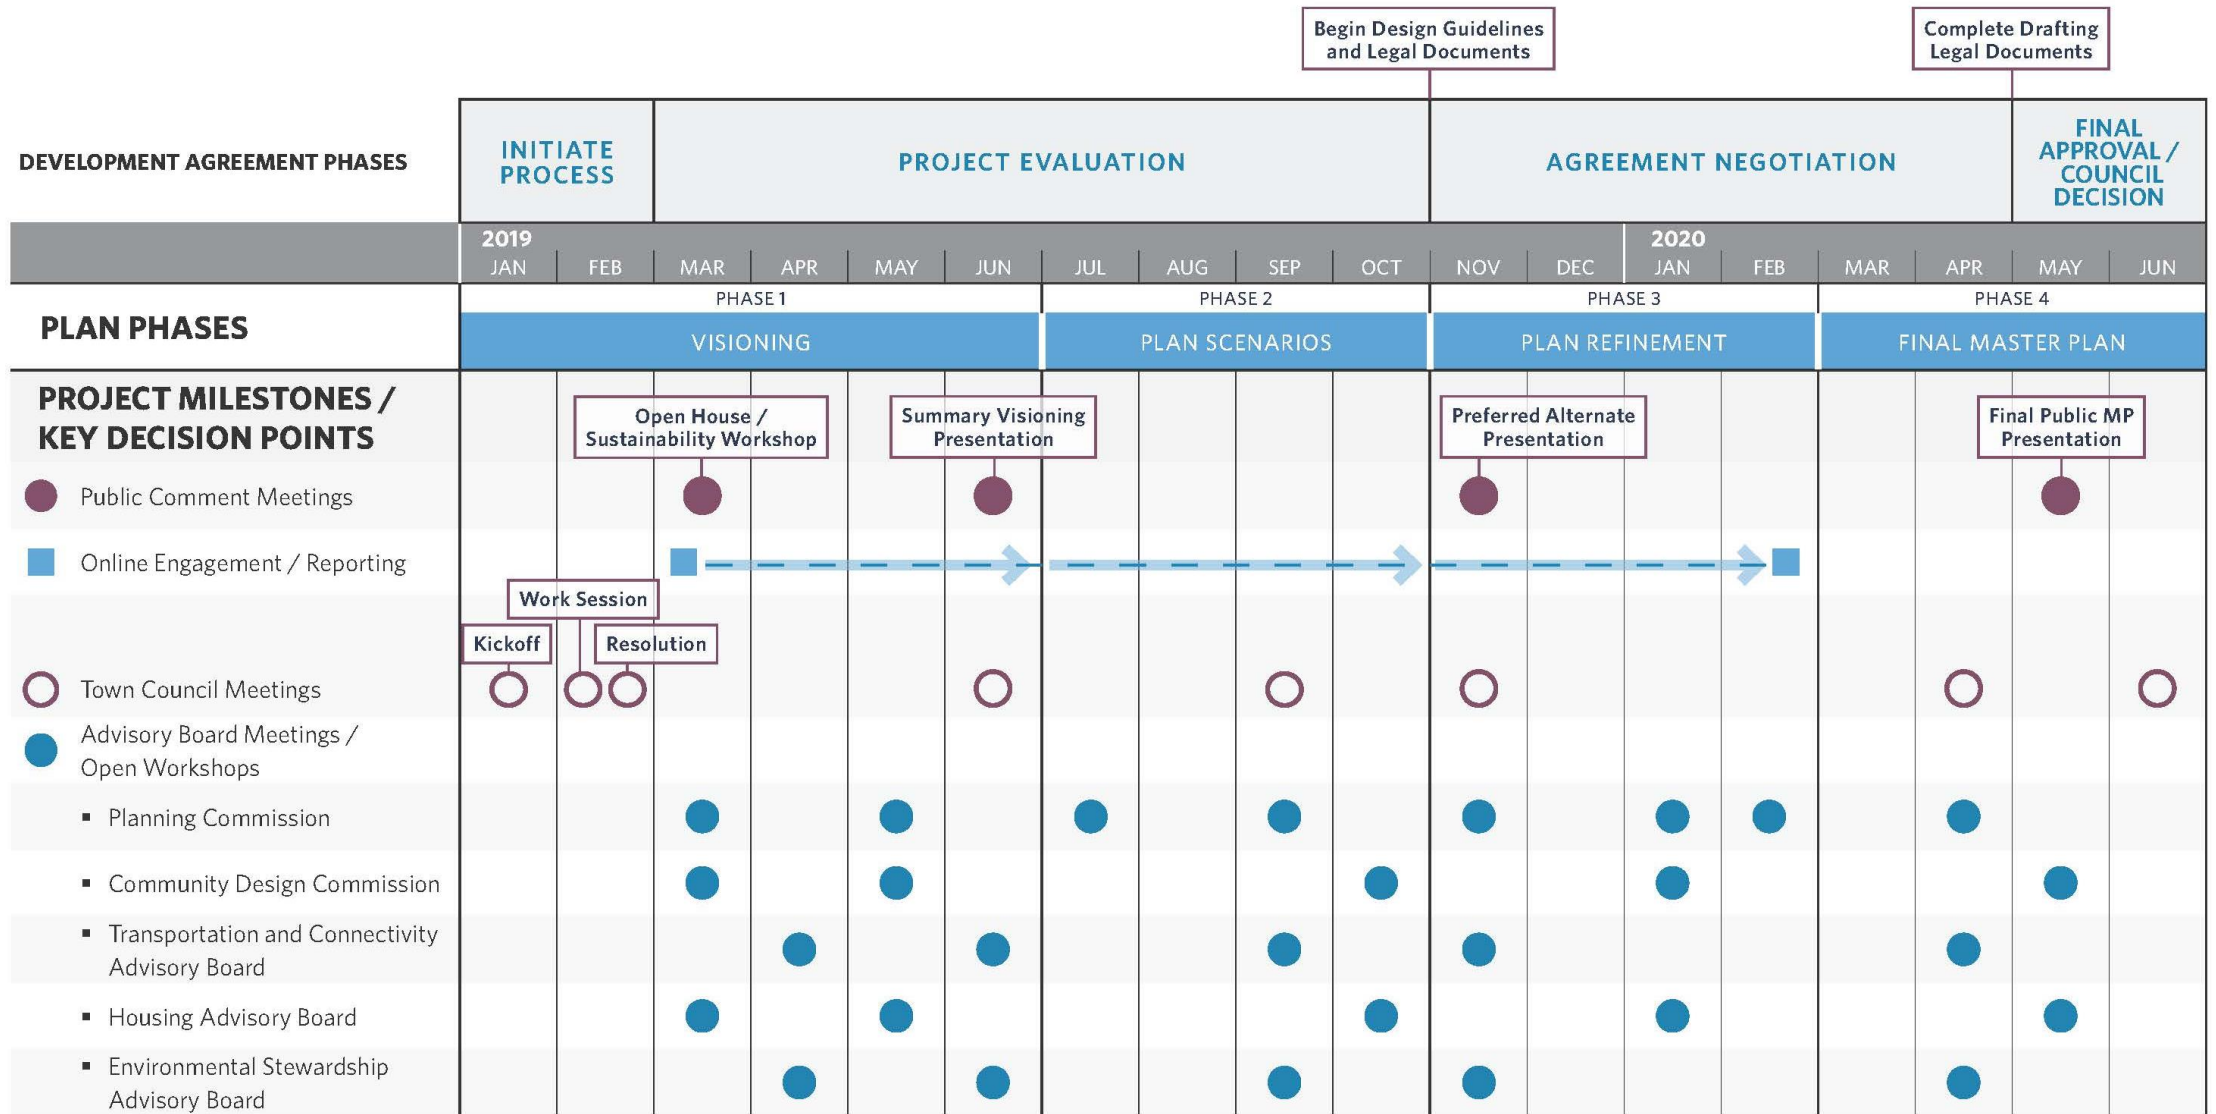 Begin Design Guidelines
and Legal Documents
Complete Drafting
Legal Documents
DEVELOPMENT AGREEMENT PHASES
INITIATE
PROCESS
PROJECT EVALUATION
AGREEMENT NEGOTIATION
FINAL
APPROVAL /
COUNCIL
DECISION
2019
2020
JAN FEB MAR APR MAY JUN JUL AUG SEP OCT NOV DEC JAN FEB MAR APR MAY JUN
PLAN PHASES
PHASE 1 PHASE 2 PHASE 3 PHASE 4
VISIONING PLAN SCENARIOS PLAN REFINEMENT FINAL MASTER PLAN
PROJECT MILESTONES /
KEY DECISION POINTS
Open House /
Sustainability Workshop
Summary Visioning
Presentation
Preferred Alternate
Presentation
Final Public MP
Presentation
Public Comment Meetings
Online Engagement / Reporting
Work Session
Kickoff
Resolution
Town Council Meetings
Advisory Board Meetings /
Open Workshops
▪ Planning Commission
▪ Community Design Commission
▪ Transportation and Connectivity
Advisory Board
▪ Housing Advisory Board
▪ Environmental Stewardship
Advisory Board